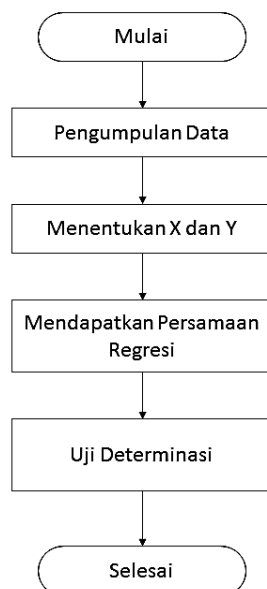 Mulai
Pengumpulan Data
Menentukan X dan Y
Mendapatkan Persamaan
Regresi
Uji Determinasi
Selesai